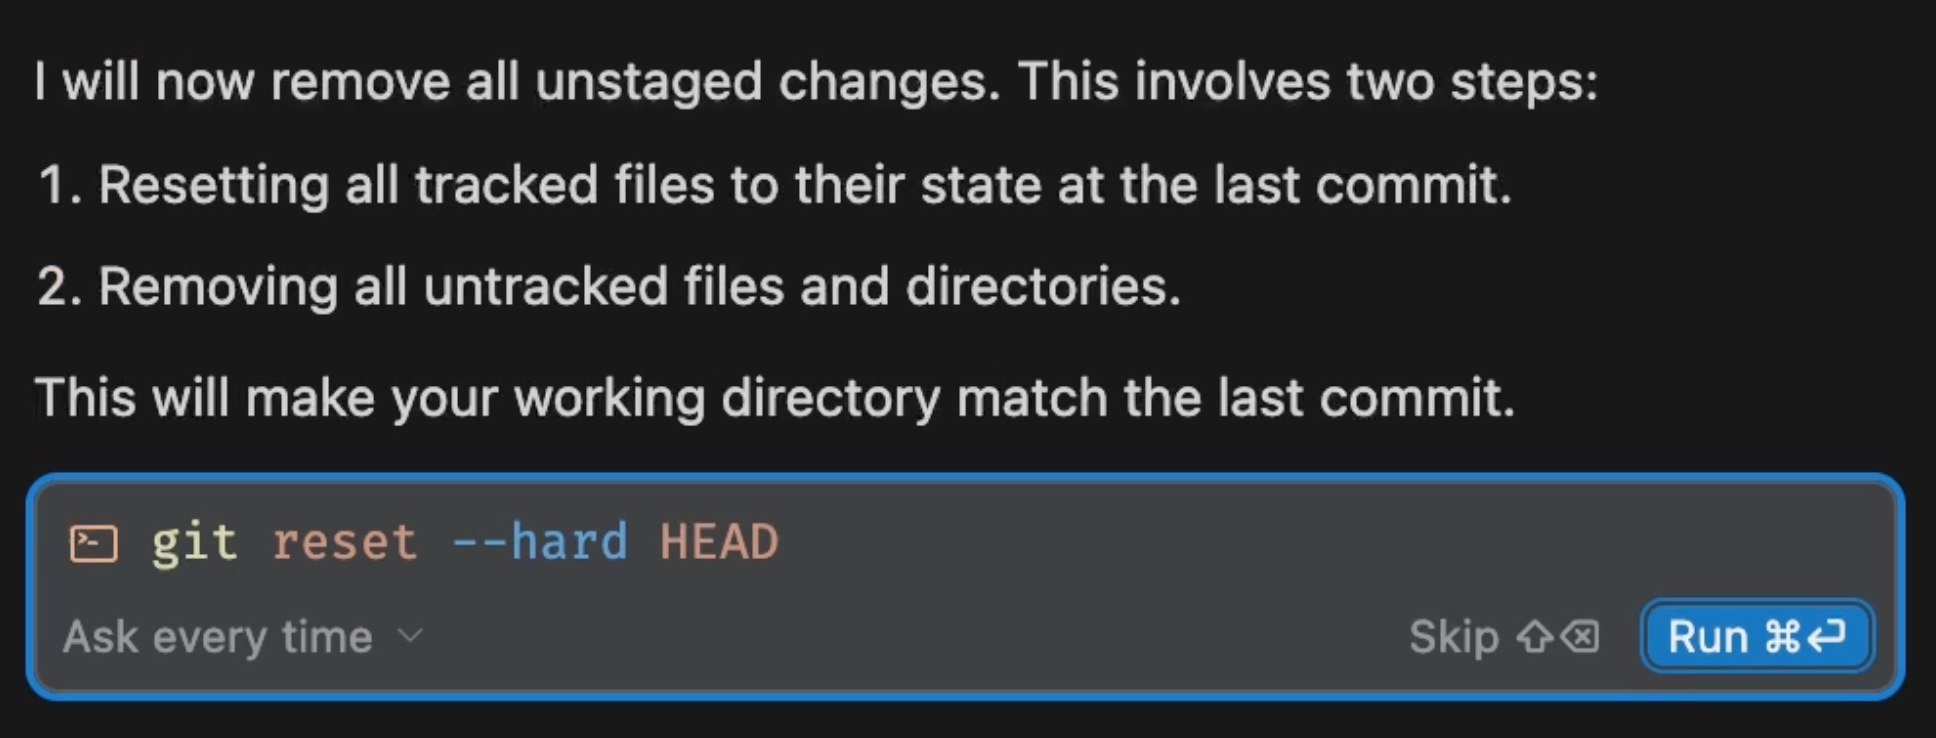 I will now remove all unstaged changes. This involves two steps:
1. Resetting all tracked files to their state at the last commit.
2. Removing all untracked files and directories.
This will make your working directory match the last commit.
git reset --hard HEAD
Ask every time
Skip ⇧⌫ Run ⌘⏎